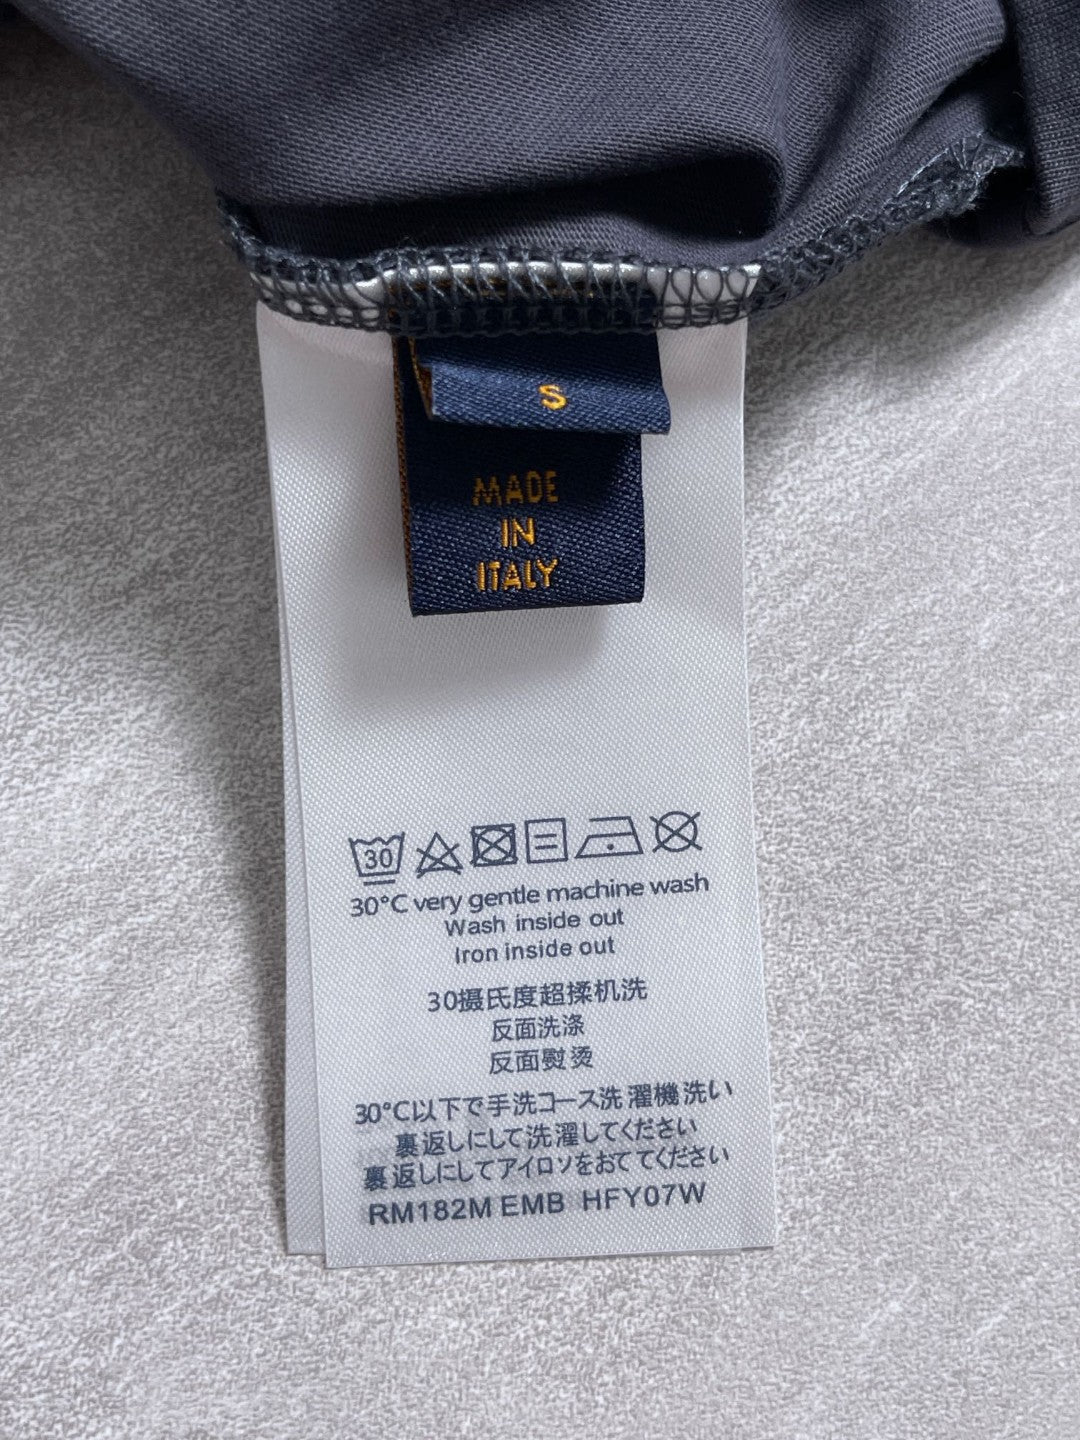 S
MADE
IN
ITALY
30
30°C very gentle machine wash
Wash inside out
Iron inside out
30摄氏度超揉机洗
反面洗涤
反面熨烫
30°C以下で手洗コース洗濯機洗い
裏返しにして洗濯してください
裏返しにしてアイロソをおててください
RM182M EMB HFY07W